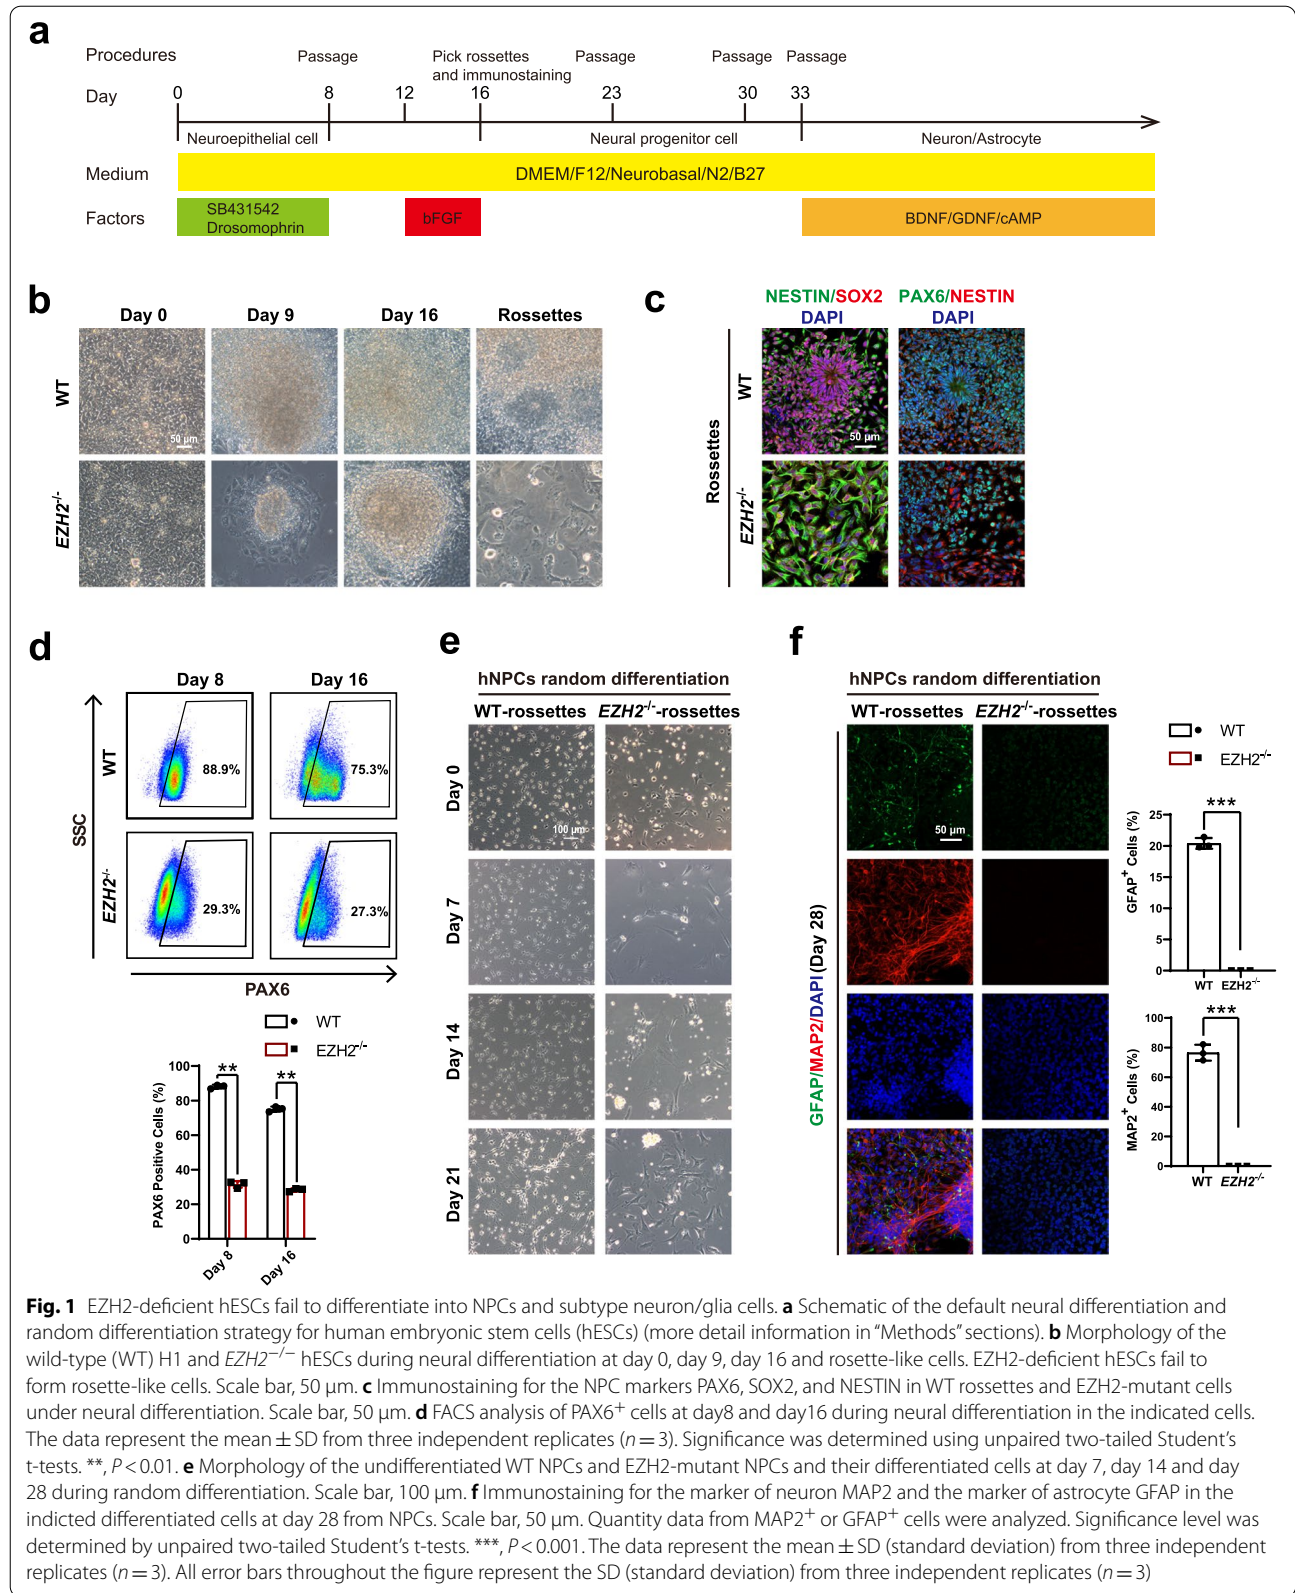 a
Procedures
Passage
Pick rossettes
and immunostaining
Passage
Passage
Passage
Day
0
8
12
16
23
30
33
Neuroepithelial cell
Neural progenitor cell
Neuron/Astrocyte
Medium
DMEM/F12/Neurobasal/N2/B27
Factors
SB431542
Drosomophrin
bFGF
BDNF/GDNF/cAMP
b
Day 0
Day 9
Day 16
Rossettes
WT
50 μm
EZH2-/-
c
NESTIN/SOX2
DAPI
PAX6/NESTIN
DAPI
Rossettes
WT
50 μm
EZH2-/-
d
Day 8
Day 16
SSC
WT
88.9%
75.3%
EZH2-/-
29.3%
27.3%
PAX6
WT
EZH2-/-
PAX6 Positive Cells (%)
100
80
60
40
20
0
**
**
Day 8
Day 16
e
hNPCs random differentiation
WT-rossettes
EZH2-/--rossettes
Day 0
100 μm
Day 7
Day 14
Day 21
f
hNPCs random differentiation
WT-rossettes
EZH2-/--rossettes
GFAP/MAP2/DAPI(Day 28)
50 μm
WT
EZH2-/-
GFAP+ Cells (%)
25
20
15
10
5
0
***
WT
EZH2-/-
MAP2+ Cells (%)
100
80
60
40
20
0
***
WT
EZH2-/-
Fig. 1 EZH2-deficient hESCs fail to differentiate into NPCs and subtype neuron/glia cells. a Schematic of the default neural differentiation and
random differentiation strategy for human embryonic stem cells (hESCs) (more detail information in “Methods” sections). b Morphology of the
wild-type (WT) H1 and EZH2−/− hESCs during neural differentiation at day 0, day 9, day 16 and rosette-like cells. EZH2-deficient hESCs fail to
form rosette-like cells. Scale bar, 50 μm. c Immunostaining for the NPC markers PAX6, SOX2, and NESTIN in WT rossettes and EZH2-mutant cells
under neural differentiation. Scale bar, 50 μm. d FACS analysis of PAX6+ cells at day8 and day16 during neural differentiation in the indicated cells.
The data represent the mean ± SD from three independent replicates (n = 3). Significance was determined using unpaired two-tailed Student’s
t-tests. **, P < 0.01. e Morphology of the undifferentiated WT NPCs and EZH2-mutant NPCs and their differentiated cells at day 7, day 14 and day
28 during random differentiation. Scale bar, 100 μm. f Immunostaining for the marker of neuron MAP2 and the marker of astrocyte GFAP in the
indicted differentiated cells at day 28 from NPCs. Scale bar, 50 μm. Quantity data from MAP2+ or GFAP+ cells were analyzed. Significance level was
determined by unpaired two-tailed Student’s t-tests. ***, P < 0.001. The data represent the mean ± SD (standard deviation) from three independent
replicates (n = 3). All error bars throughout the figure represent the SD (standard deviation) from three independent replicates (n = 3)